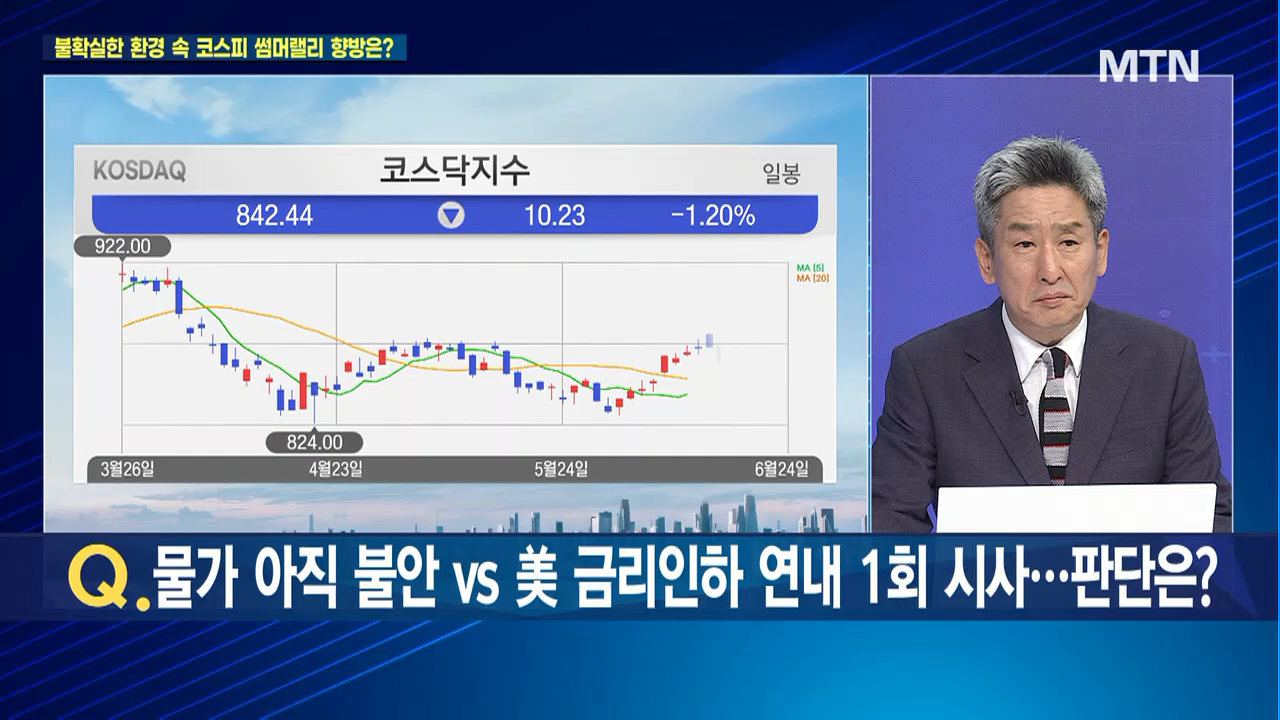 불확실한 환경 속 코스피 썸머랠리 향방은?
MTN
KOSDAQ 코스닥지수 일봉
842.44 10.23 -1.20%
922.00
MA [5]
MA [20]
824.00
3월26일 4월23일 5월24일 6월24일
Q.물가 아직 불안 vs 美 금리인하 연내 1회 시사…판단은?